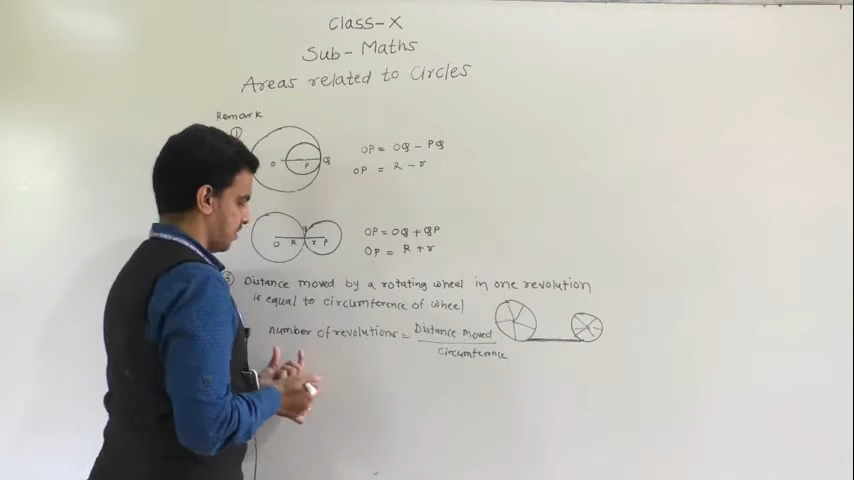 Class-X
Sub- Maths
Areas related to Circles
Remark
①
O P Q
OP = OQ - PQ
OP = R - r
O R Q r P
OP = OQ + QP
OP = R + r
② Distance moved by a rotating wheel in one revolution
is equal to circumference of wheel
number of revolutions = Distance moved
Circumference